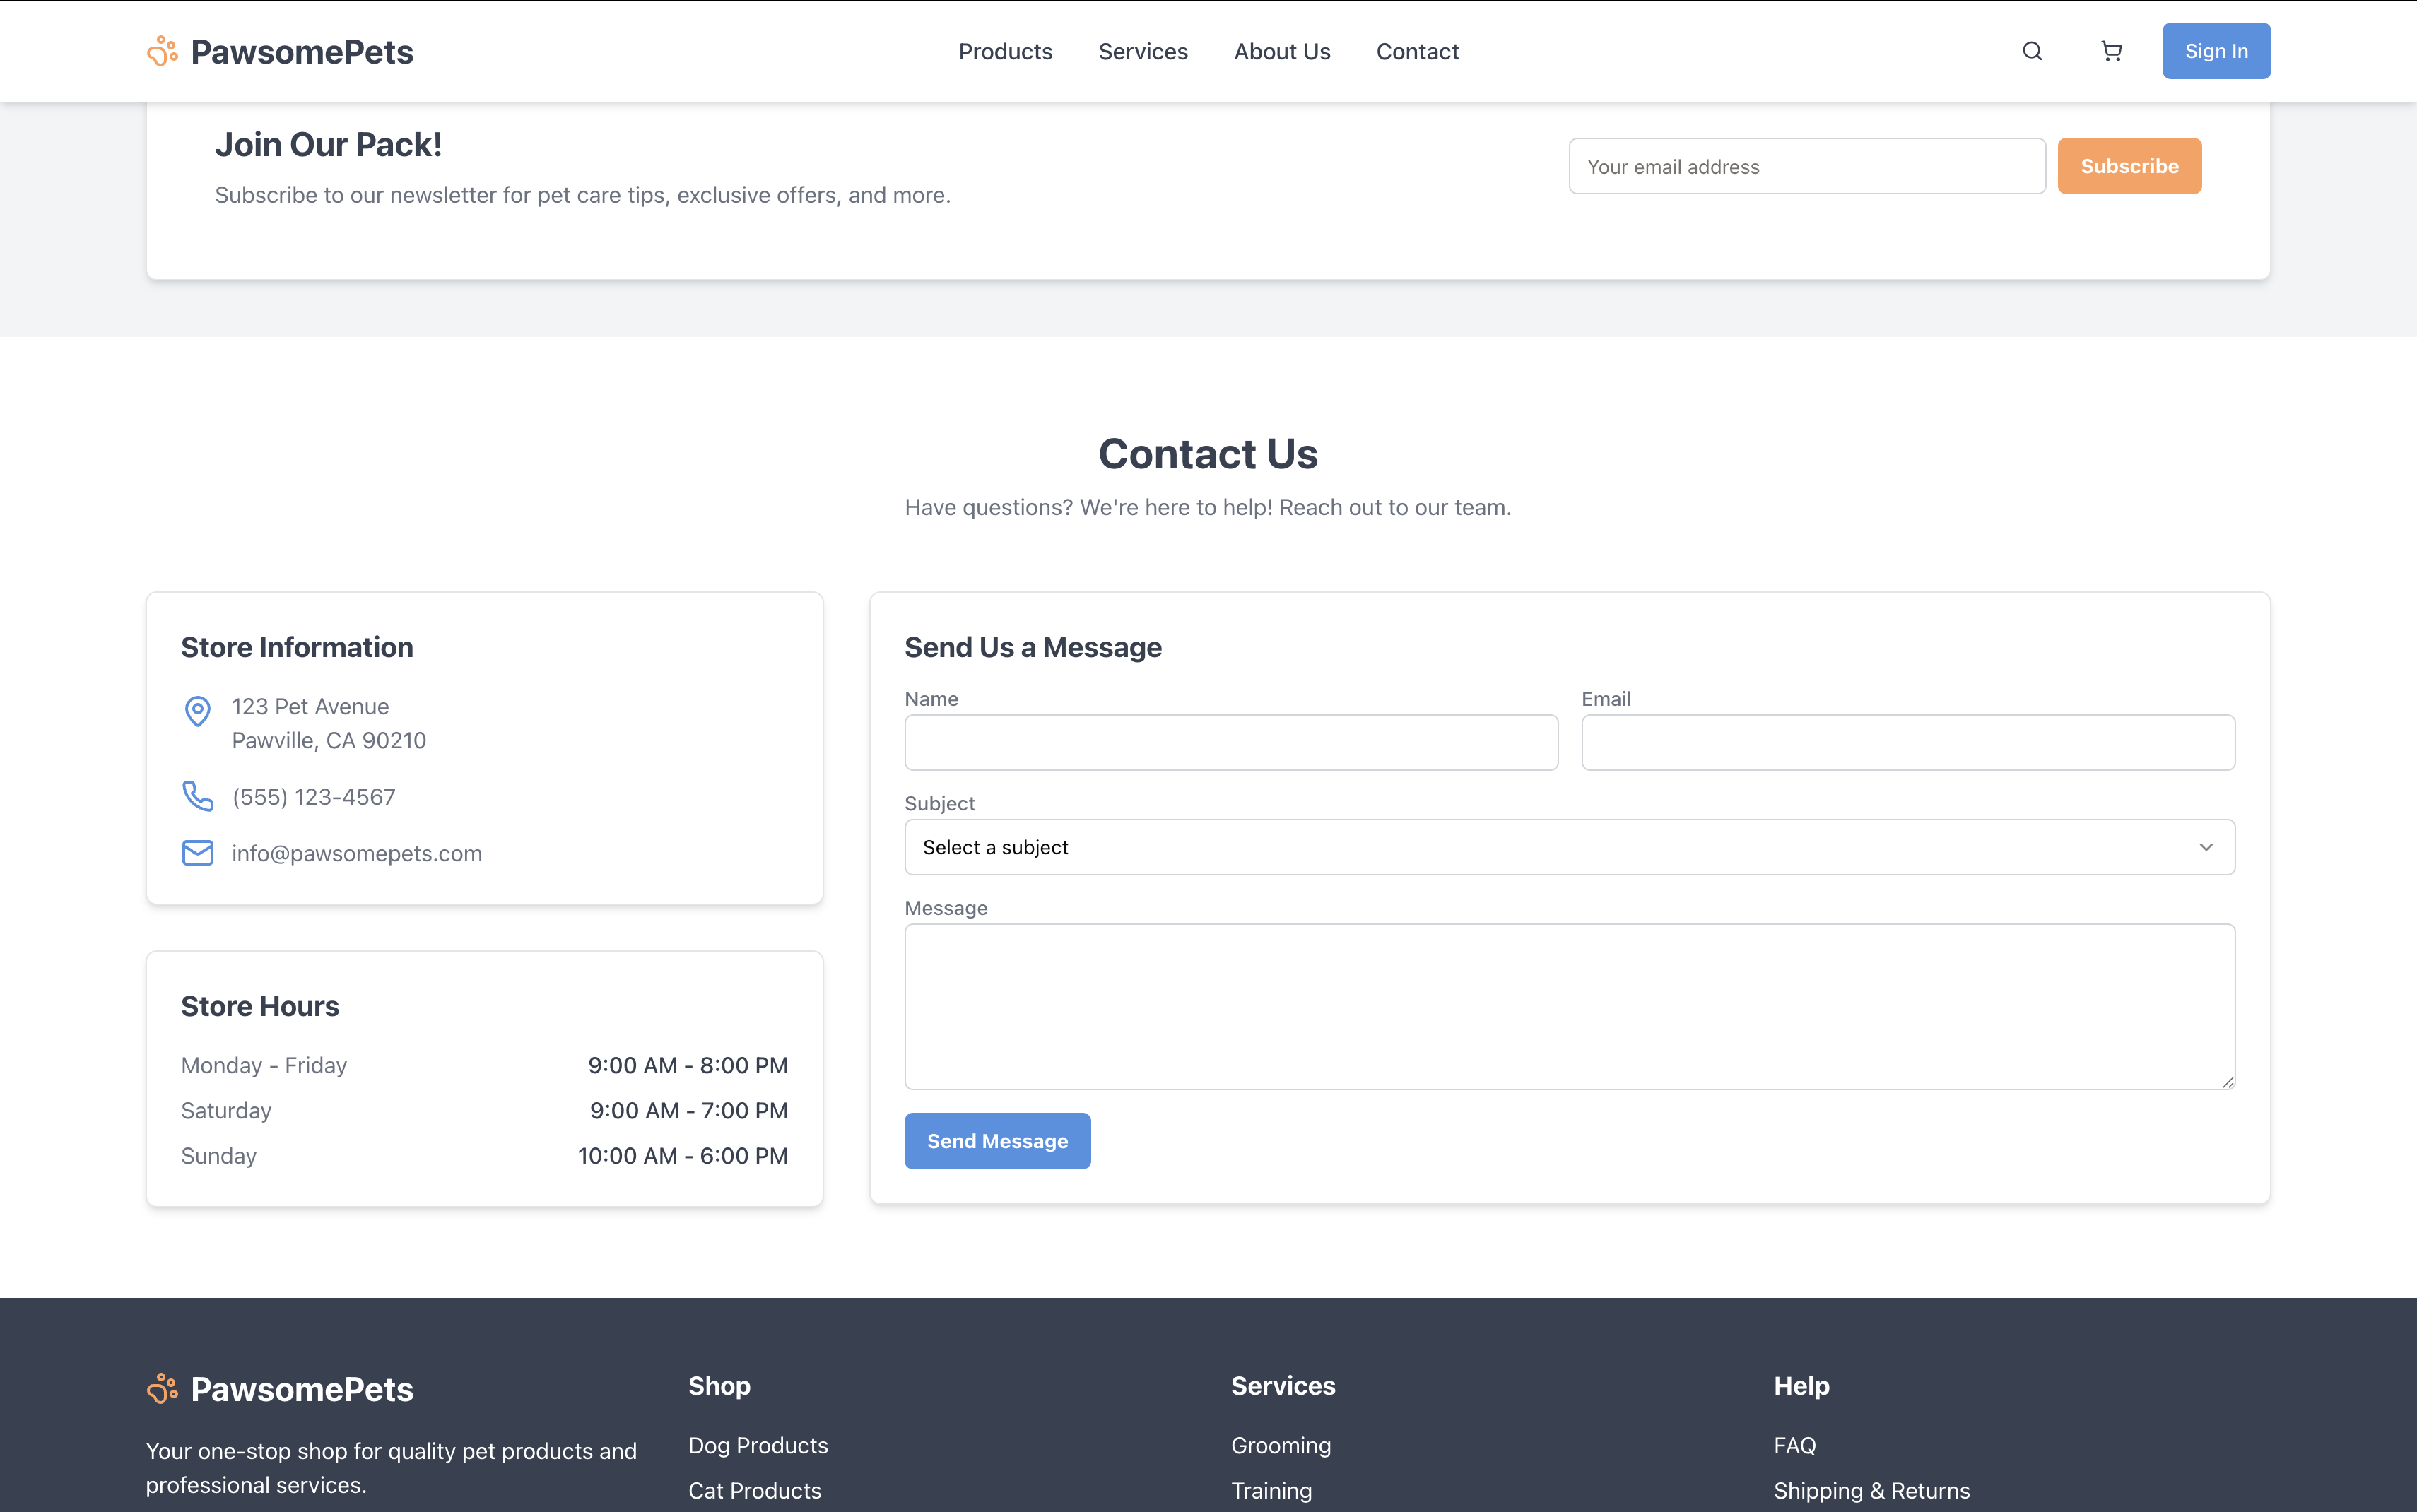 PawsomePets
Products
Services
About Us
Contact
Sign In
Join Our Pack!
Subscribe to our newsletter for pet care tips, exclusive offers, and more.
Your email address
Subscribe
Contact Us
Have questions? We're here to help! Reach out to our team.
Store Information
123 Pet Avenue
Pawville, CA 90210
(555) 123-4567
info@pawsomepets.com
Store Hours
Monday - Friday 9:00 AM - 8:00 PM
Saturday 9:00 AM - 7:00 PM
Sunday 10:00 AM - 6:00 PM
Send Us a Message
Name
Email
Subject
Select a subject
Message
Send Message
PawsomePets
Your one-stop shop for quality pet products and
professional services.
Shop
Dog Products
Cat Products
Services
Grooming
Training
Help
FAQ
Shipping & Returns